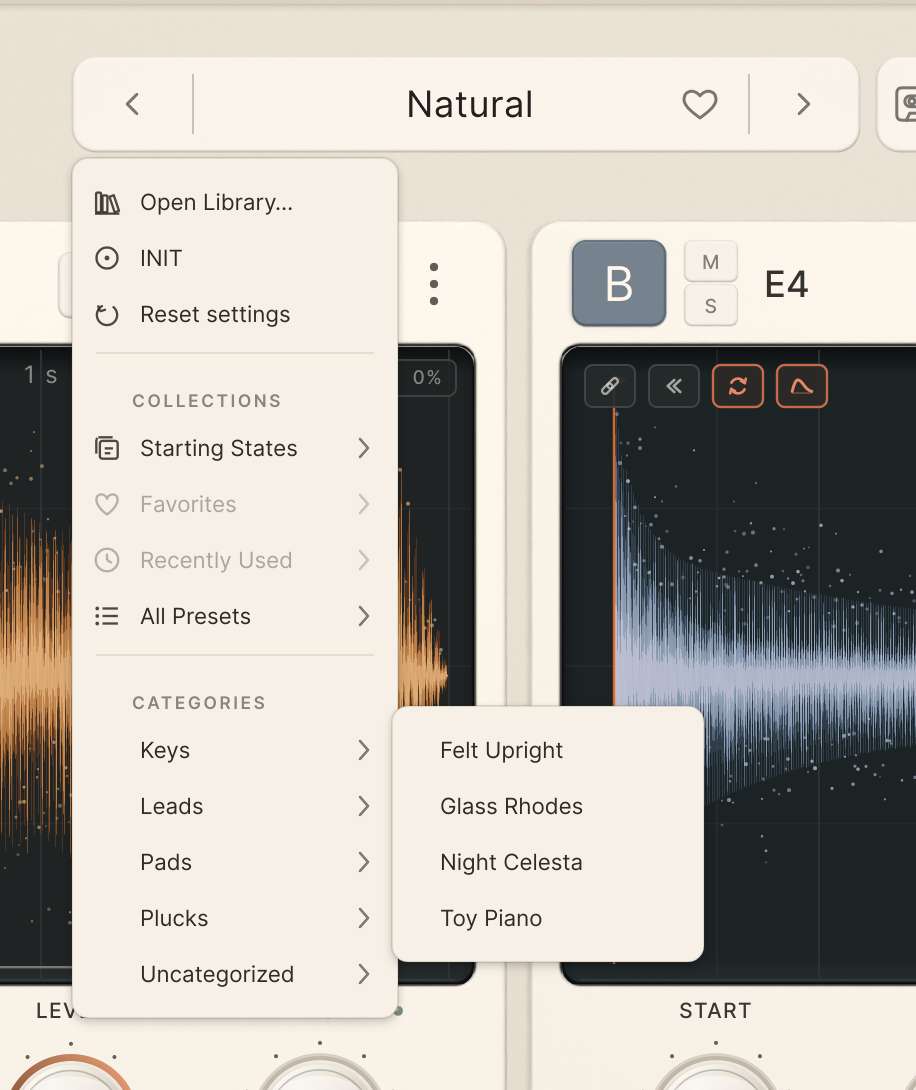 Natural
Open Library...
INIT
Reset settings
COLLECTIONS
Starting States
Favorites
Recently Used
All Presets
CATEGORIES
Keys
Leads
Pads
Plucks
Uncategorized
Felt Upright
Glass Rhodes
Night Celesta
Toy Piano
1 s
0%
B
M
S
E4
START